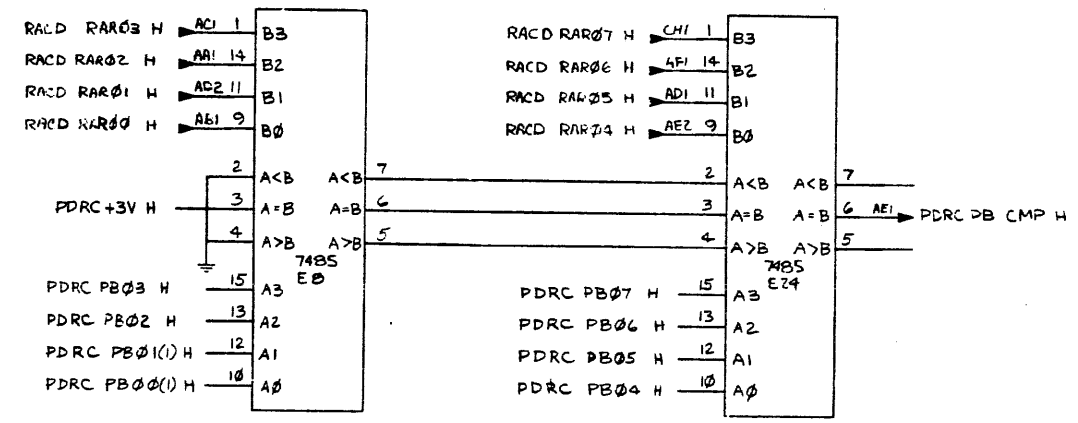 RACD RARØ3 H AC1 1 B3
RACD RARØ2 H AA1 14 B2
RACD RARØ1 H AD2 11 B1
RACD RARØØ H AB1 9 BØ
2 A<B A<B 7
PDRC +3V H 3 A=B A=B 6
4 A>B A>B 5
7485
E8
PDRC PBØ3 H 15 A3
PDRC PBØ2 H 13 A2
PDRC PBØ1(1) H 12 A1
PDRC PBØØ(1) H 1Ø AØ
RACD RARØ7 H CH1 1 B3
RACD RARØ6 H 14 B2
RACD RARØ5 H AD1 11 B1
RACD RARØ4 H AE2 9 BØ
2 A<B A<B 7
3 A=B A=B 6 AE1 PDRC PB CMP H
4 A>B A>B 5
7485
E24
PDRC PBØ7 H 15 A3
PDRC PBØ6 H 13 A2
PDRC PBØ5 H 12 A1
PDRC PBØ4 H 1Ø AØ